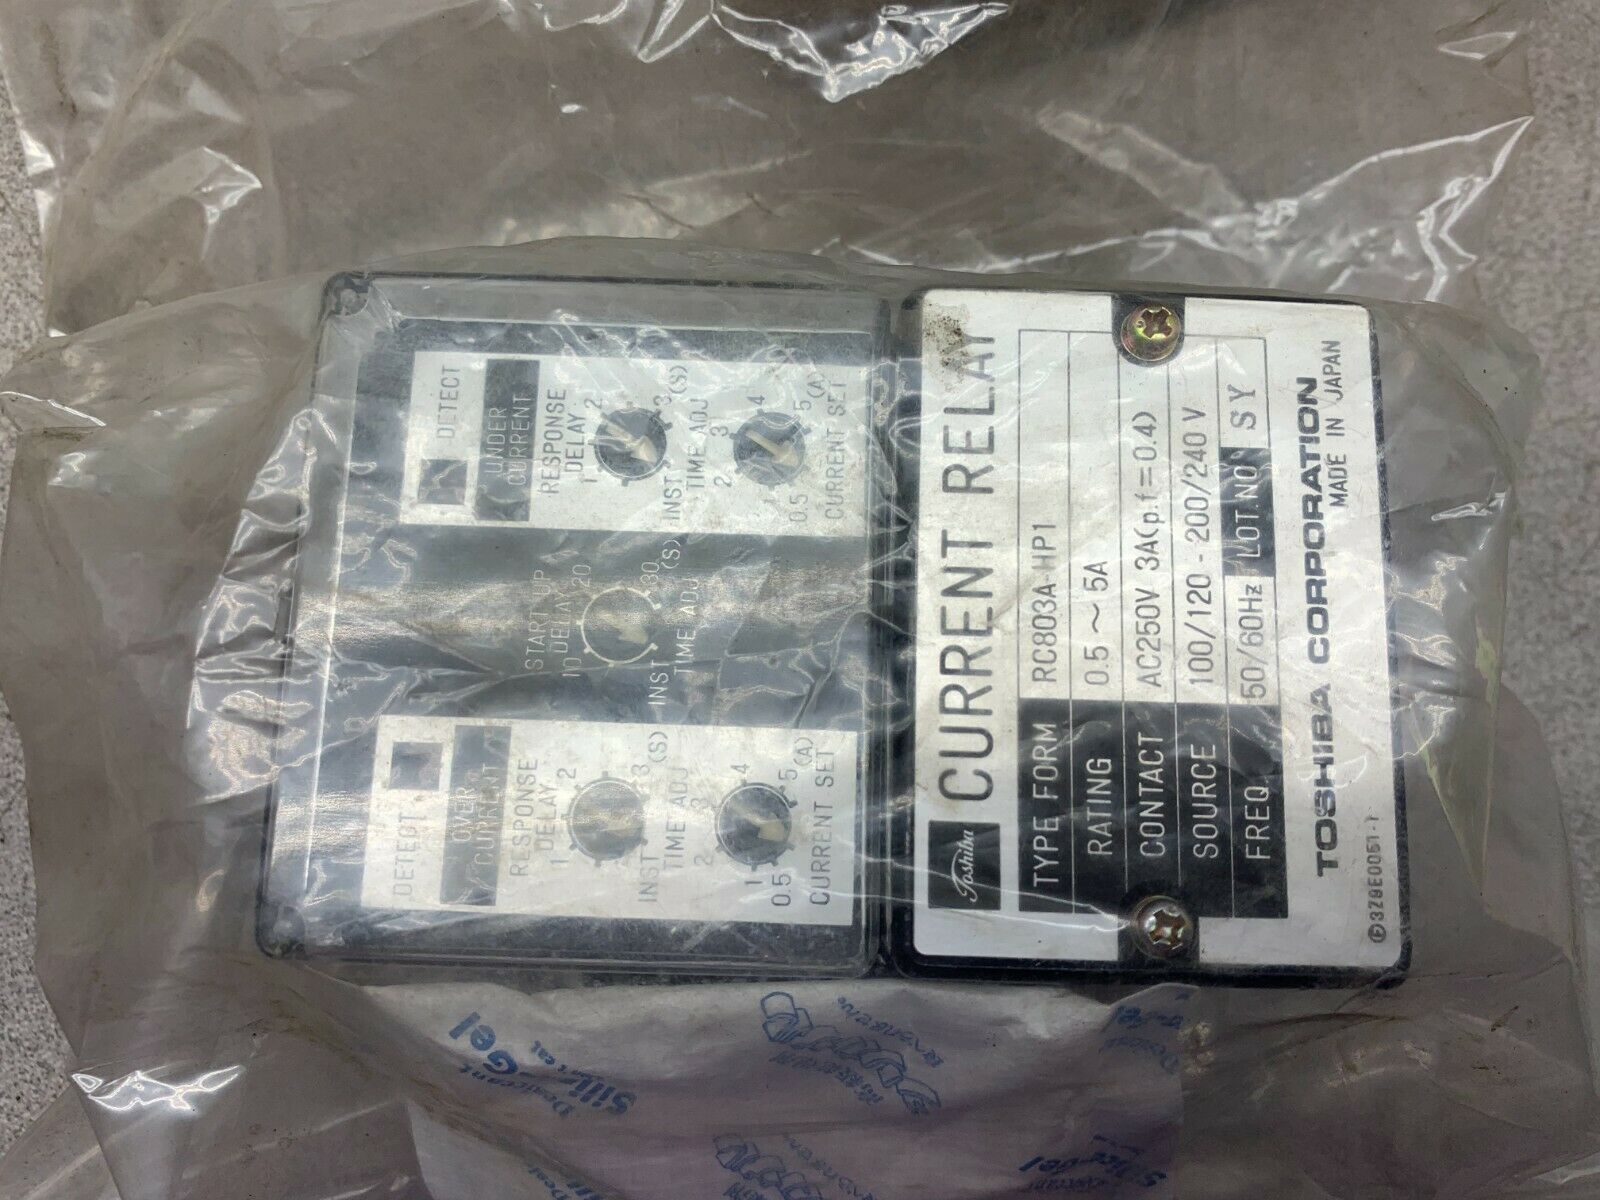 DETECT
OVER
CURRENT
RESPONSE
DELAY
1 2
INST 3(S)
TIME ADJ
2 3
1 4
0.5 5(A)
CURRENT SET
START UP
DELAY
10 20
INST 30(S)
TIME ADJ
DETECT
UNDER
CURRENT
RESPONSE
DELAY
1 2
INST 3(S)
TIME ADJ
2 3
1 4
0.5 5(A)
CURRENT SET
Toshiba CURRENT RELAY
TYPE FORM RC803A-HP1
RATING 0.5 ~ 5A
CONTACT AC250V 3A(p.f=0.4)
SOURCE 100/120-200/240 V
FREQ. 50/60Hz LOT.NO SY
TOSHIBA CORPORATION
MADE IN JAPAN
Desiccant
Silica Gel